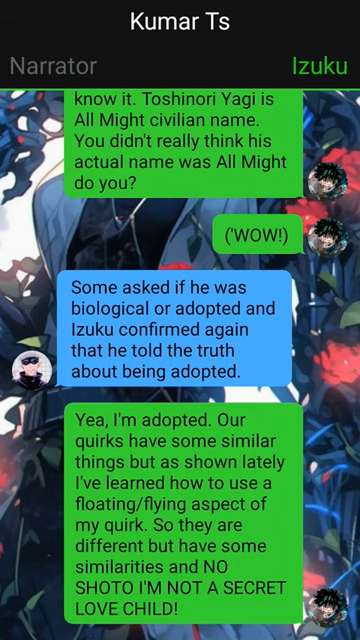 Kumar Ts
Narrator
Izuku
know it. Toshinori Yagi is
All Might civilian name.
You didn't really think his
actual name was All Might
do you?
('WOW!)
Some asked if he was
biological or adopted and
Izuku confirmed again
that he told the truth
about being adopted.
Yea, I'm adopted. Our
quirks have some similar
things but as shown lately
I've learned how to use a
floating/flying aspect of
my quirk. So they are
different but have some
similarities and NO
SHOTO I'M NOT A SECRET
LOVE CHILD!